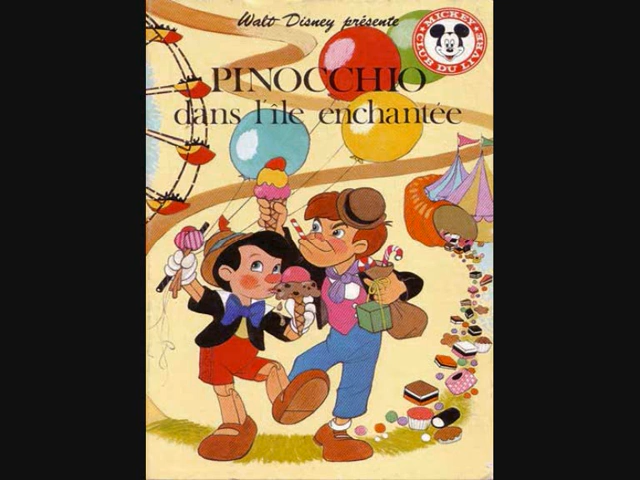 Walt Disney présente
MICKEY
CLUB DU LIVRE
PINOCCHIO
dans l'île enchantée